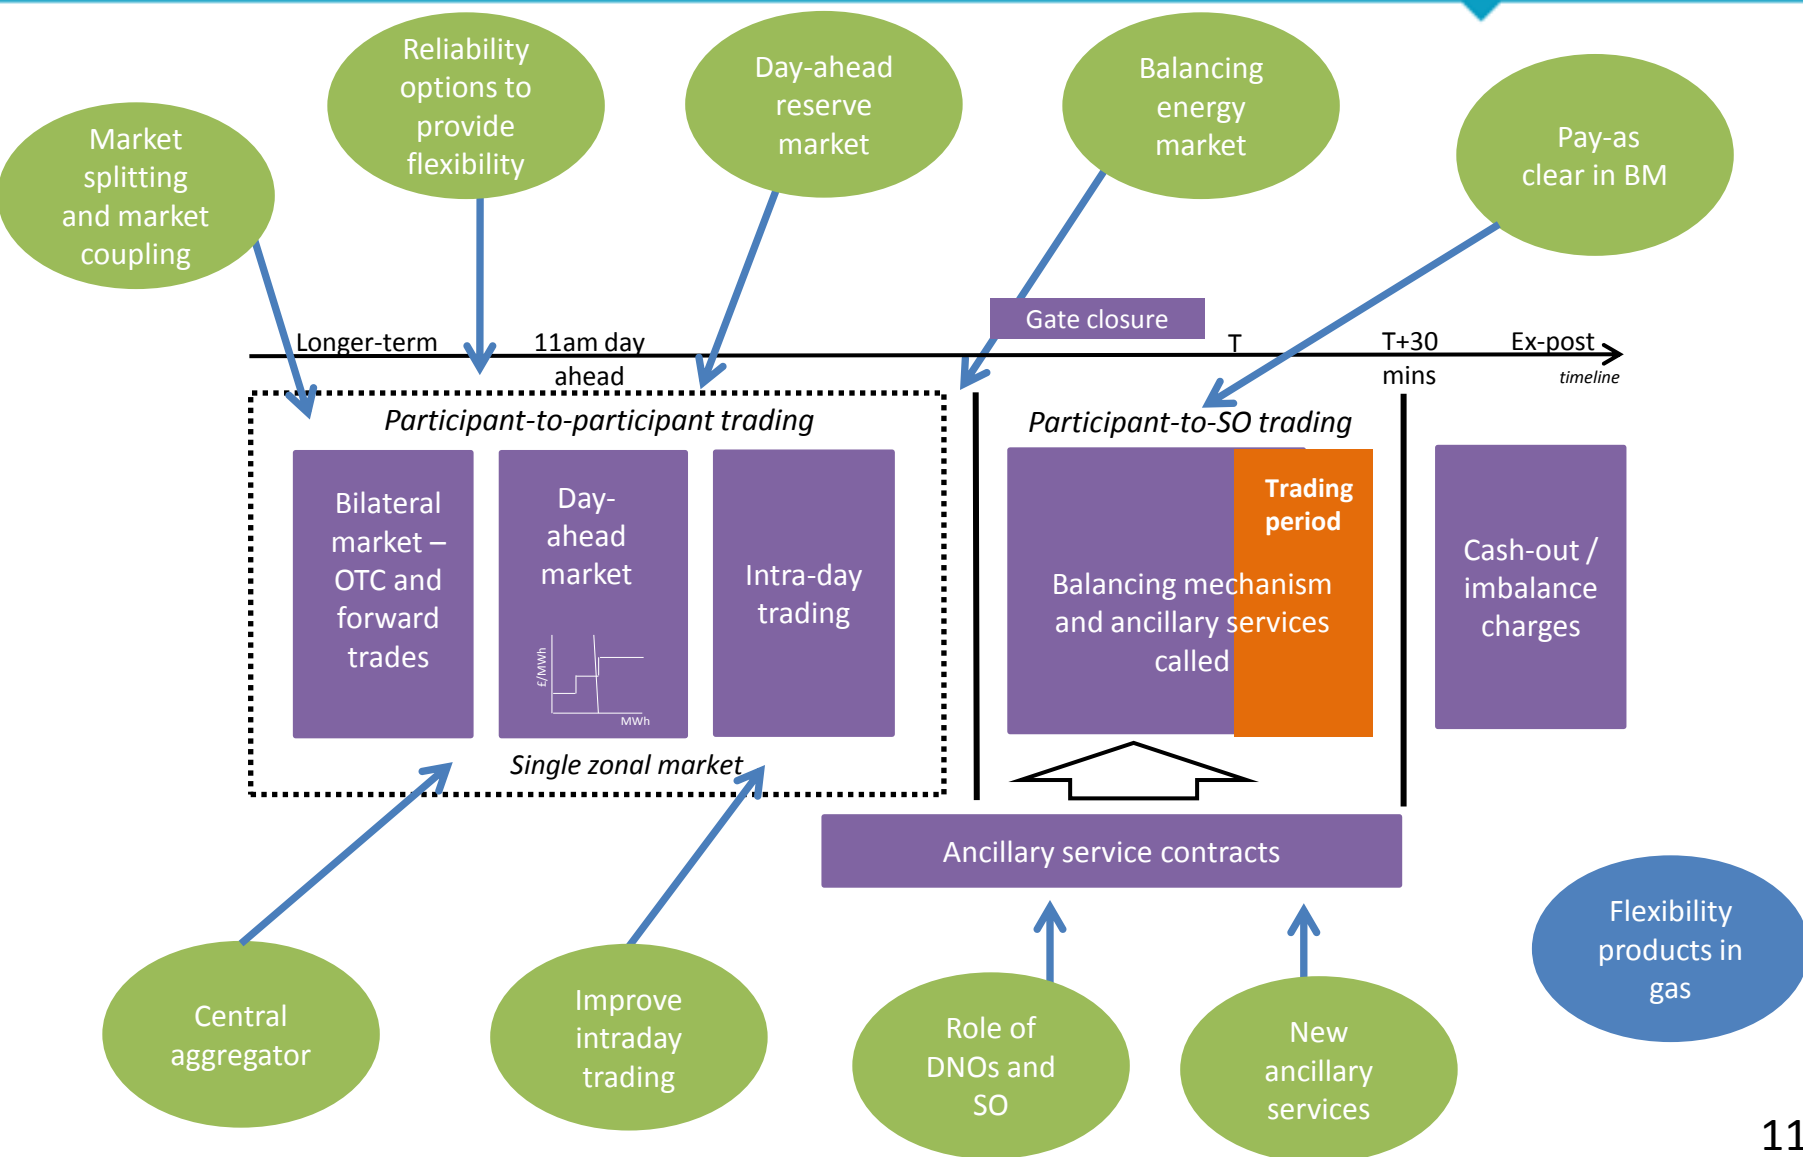 Reliability
options to
provide
flexibility
Day-ahead
reserve
market
Balancing
energy
market
Pay-as
clear in BM
Market
splitting
and market
coupling
Gate closure
Longer-term
11am day
ahead
T
T+30
mins
Ex-post
timeline
Participant-to-participant trading
Participant-to-SO trading
Bilateral
market –
OTC and
forward
trades
Day-
ahead
market
£/MWh
MWh
Intra-day
trading
Trading
period
Balancing mechanism
and ancillary services
called
Cash-out /
imbalance
charges
Single zonal market
Ancillary service contracts
Flexibility
products in
gas
Central
aggregator
Improve
intraday
trading
Role of
DNOs and
SO
New
ancillary
services
11